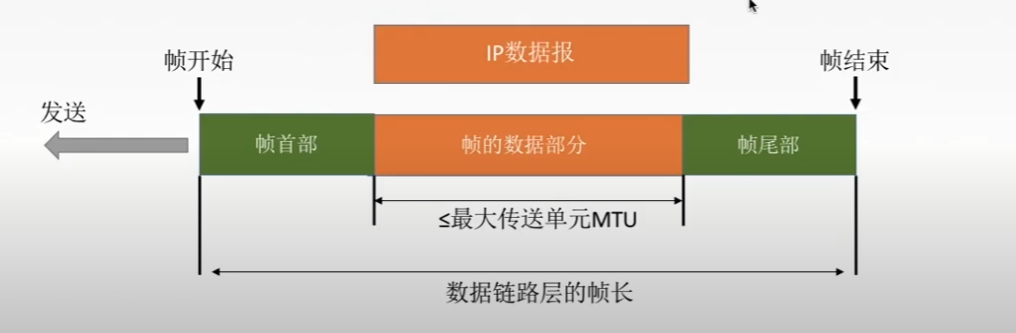 IP数据报
帧开始
帧结束
发送
帧首部
帧的数据部分
帧尾部
≤最大传送单元MTU
数据链路层的帧长